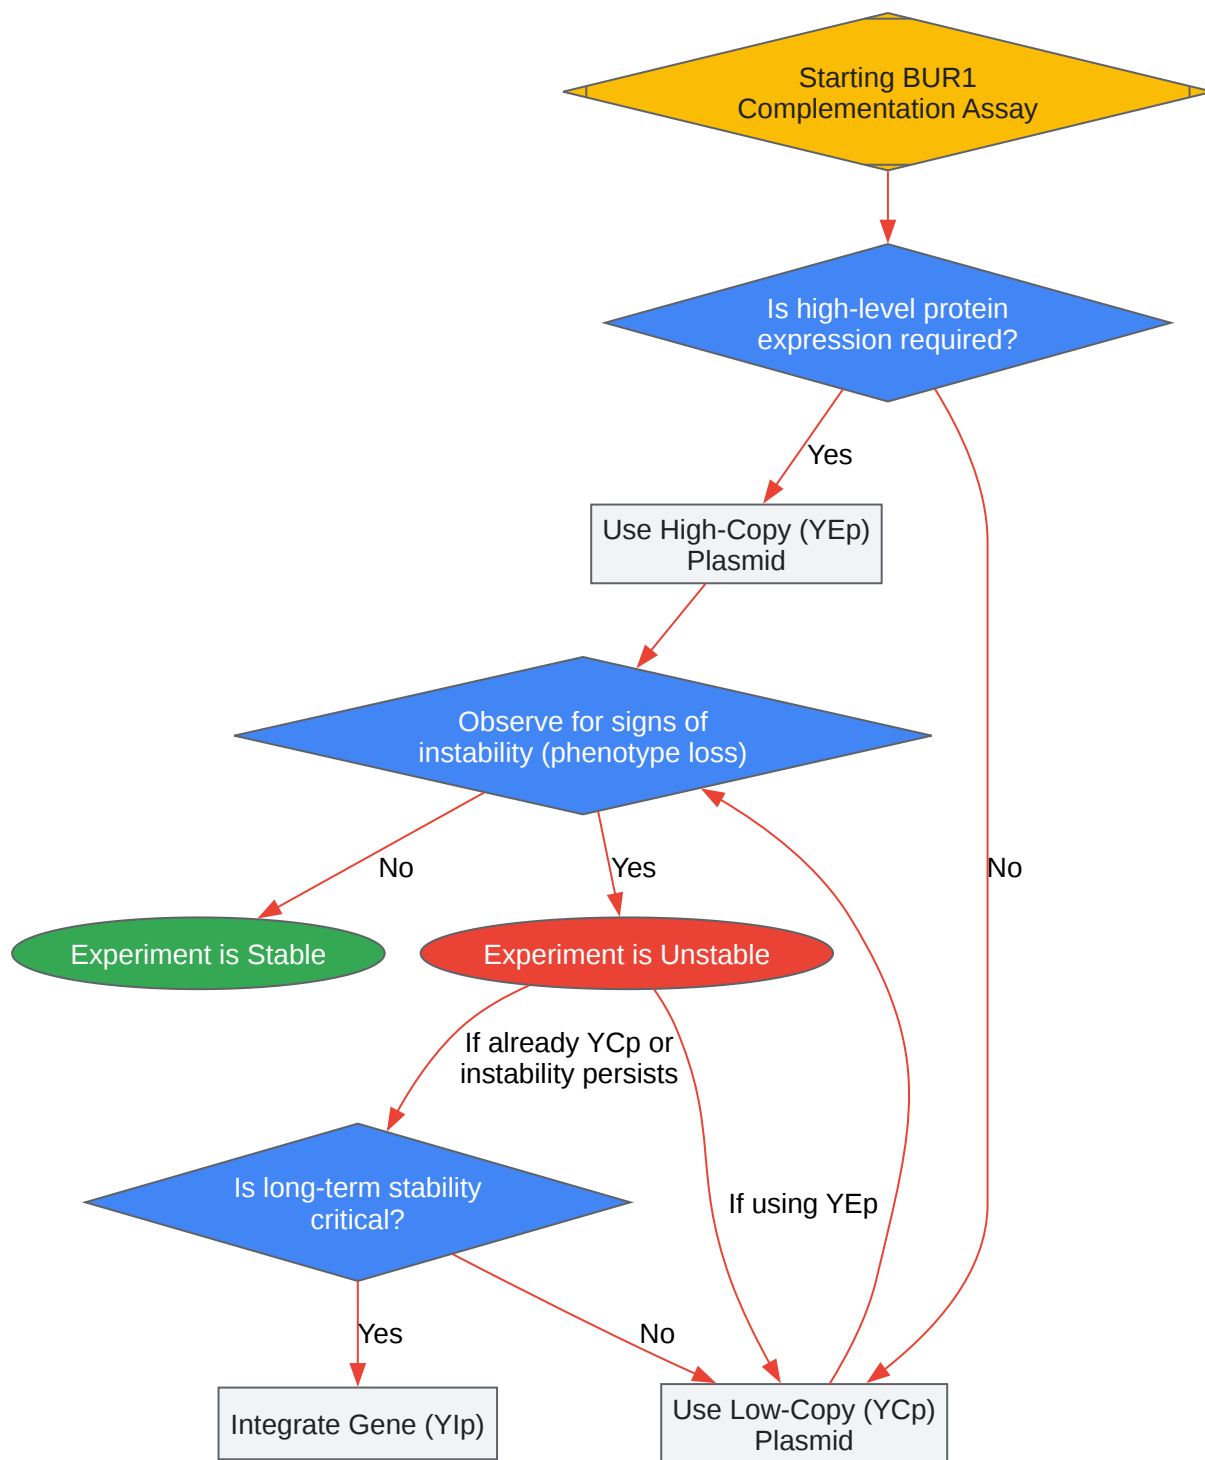 Starting BUR1
Complementation Assay
Is high-level protein
expression required?
Yes
Use High-Copy (YEp)
Plasmid
Observe for signs of
instability (phenotype loss)
No
Yes
No
Experiment is Stable
Experiment is Unstable
If already YCp or
instability persists
Is long-term stability
critical?
If using YEp
Yes
No
Integrate Gene (YIp)
Use Low-Copy (YCp)
Plasmid